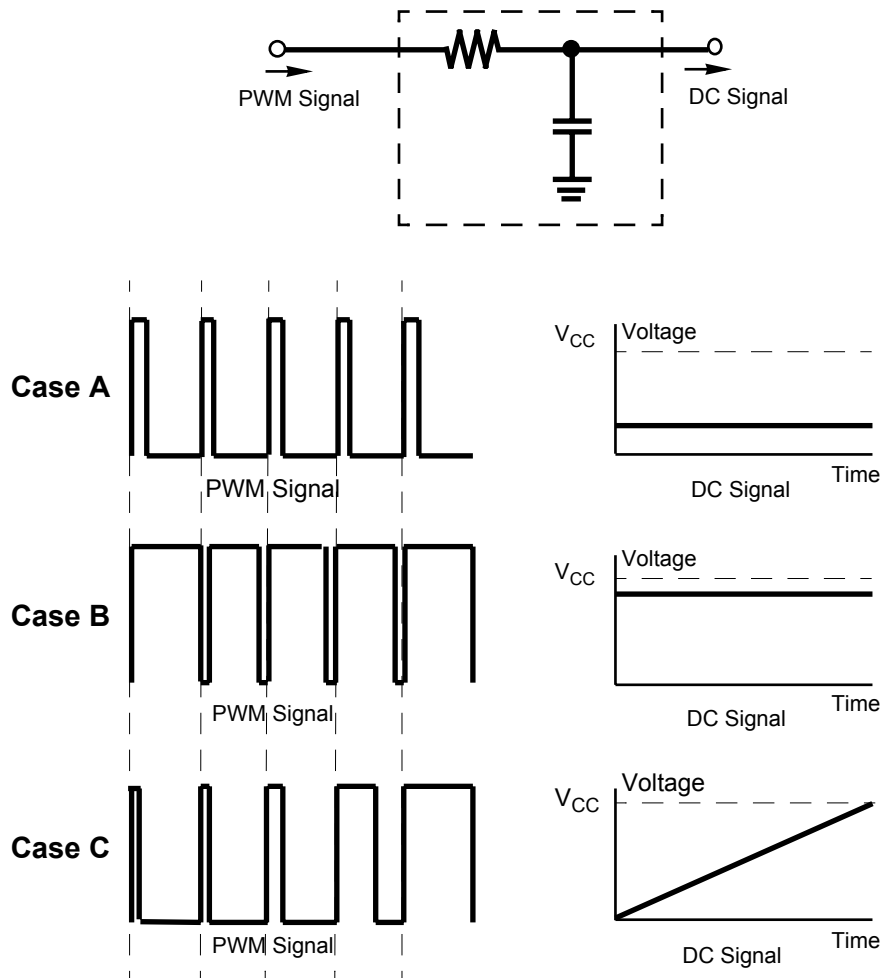 PWM Signal
DC Signal
Case A
PWM Signal
V_CC Voltage
Time
DC Signal
Case B
PWM Signal
V_CC Voltage
Time
DC Signal
Case C
PWM Signal
V_CC Voltage
Time
DC Signal